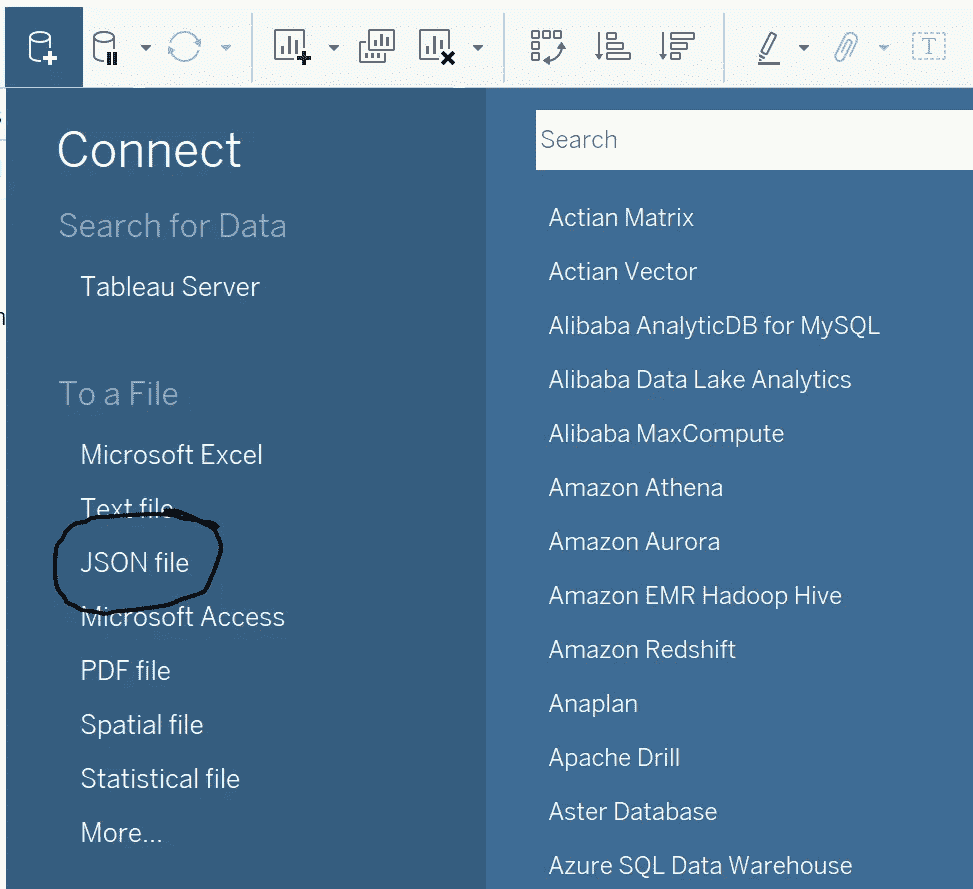 Connect
Search for Data
Tableau Server
To a File
Microsoft Excel
Text file
JSON file
Microsoft Access
PDF file
Spatial file
Statistical file
More...
Search
Actian Matrix
Actian Vector
Alibaba AnalyticDB for MySQL
Alibaba Data Lake Analytics
Alibaba MaxCompute
Amazon Athena
Amazon Aurora
Amazon EMR Hadoop Hive
Amazon Redshift
Anaplan
Apache Drill
Aster Database
Azure SQL Data Warehouse